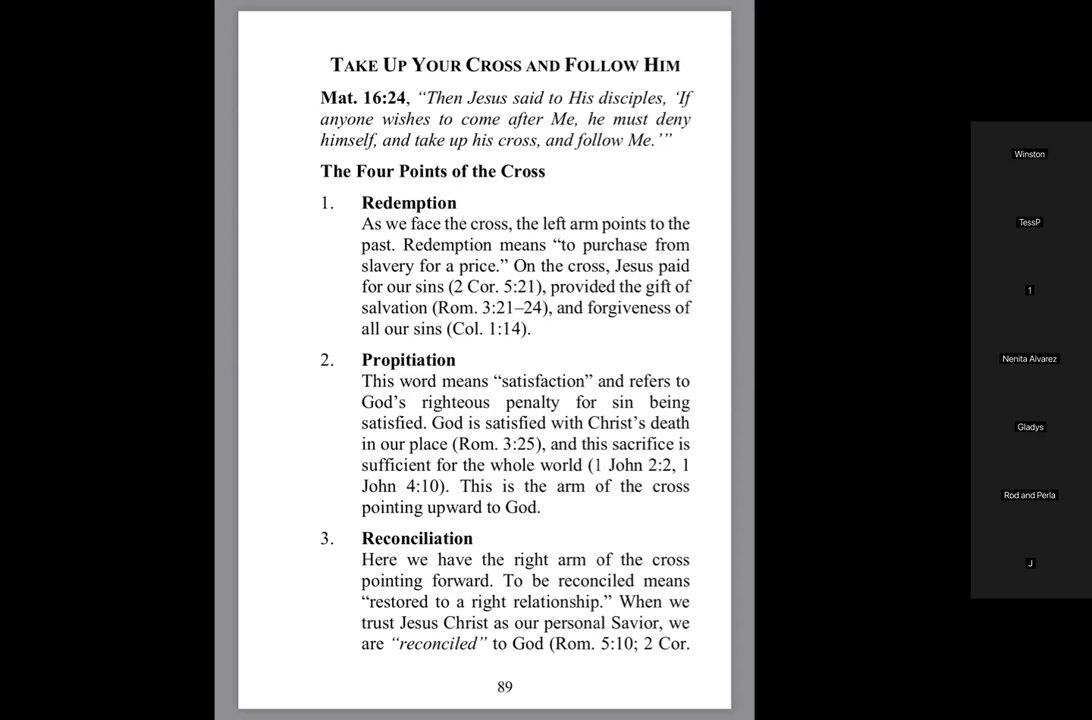 TAKE UP YOUR CROSS AND FOLLOW HIM
Mat. 16:24, “Then Jesus said to His disciples, ‘If
anyone wishes to come after Me, he must deny
himself, and take up his cross, and follow Me.’”
The Four Points of the Cross
1. Redemption
As we face the cross, the left arm points to the
past. Redemption means “to purchase from
slavery for a price.” On the cross, Jesus paid
for our sins (2 Cor. 5:21), provided the gift of
salvation (Rom. 3:21–24), and forgiveness of
all our sins (Col. 1:14).
2. Propitiation
This word means “satisfaction” and refers to
God’s righteous penalty for sin being
satisfied. God is satisfied with Christ’s death
in our place (Rom. 3:25), and this sacrifice is
sufficient for the whole world (1 John 2:2, 1
John 4:10). This is the arm of the cross
pointing upward to God.
3. Reconciliation
Here we have the right arm of the cross
pointing forward. To be reconciled means
“restored to a right relationship.” When we
trust Jesus Christ as our personal Savior, we
are “reconciled” to God (Rom. 5:10; 2 Cor.
89
Winston
TessP
1
Nenita Alvarez
Gladys
Rod and Perla
J